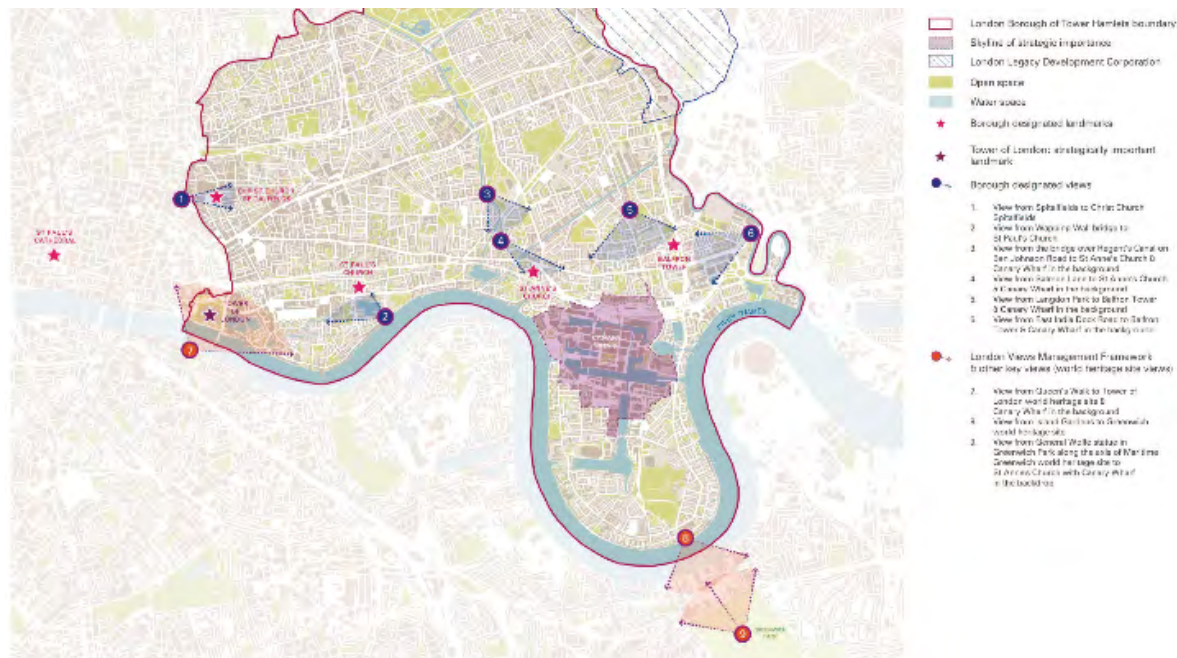 London Borough of Tower Hamlets boundary
Skyline of strategic importance
London Legacy Development Corporation
Open space
Water space
Borough designated landmarks
Tower of London: strategically important
landmark
Borough designated views
1. View from Spitalfields to Christ Church
Spitalfields
2. View from Wapping Wall bridge to
St Paul's Church
3. View from the bridge over Regent's Canal on
Ben Johnson Road to St Anne's Church &
Canary Wharf in the background
4. View from Salmon Lane to St Anne's Church
& Canary Wharf in the background
5. View from Langdon Park to Balfron Tower
& Canary Wharf in the background
View from East India Dock Road to Balfron
Tower & Canary Wharf in the background
London Views Management Framework
& other key views (world heritage site views)
View from Queen's Walk to Tower of
London world heritage site &
Canary Wharf in the background
View from Island Gardens to Greenwich
world heritage site
View from General Wolfe statue in
Greenwich Park along the axis of Maritime
Greenwich world heritage site to
St Anne's Church with Canary Wharf
in the backdrop
1
CHRIST CHURCH
SPITALFIELDS
ST PAUL'S
CATHEDRAL
3
4
5
6
BALFRON
TOWER
ST PAUL'S
CHURCH
ST ANNE'S
CHURCH
TOWER
OF
LONDON
2
7
RIVER THAMES
CANARY
WHARF
8
9
GREENWICH
PARK